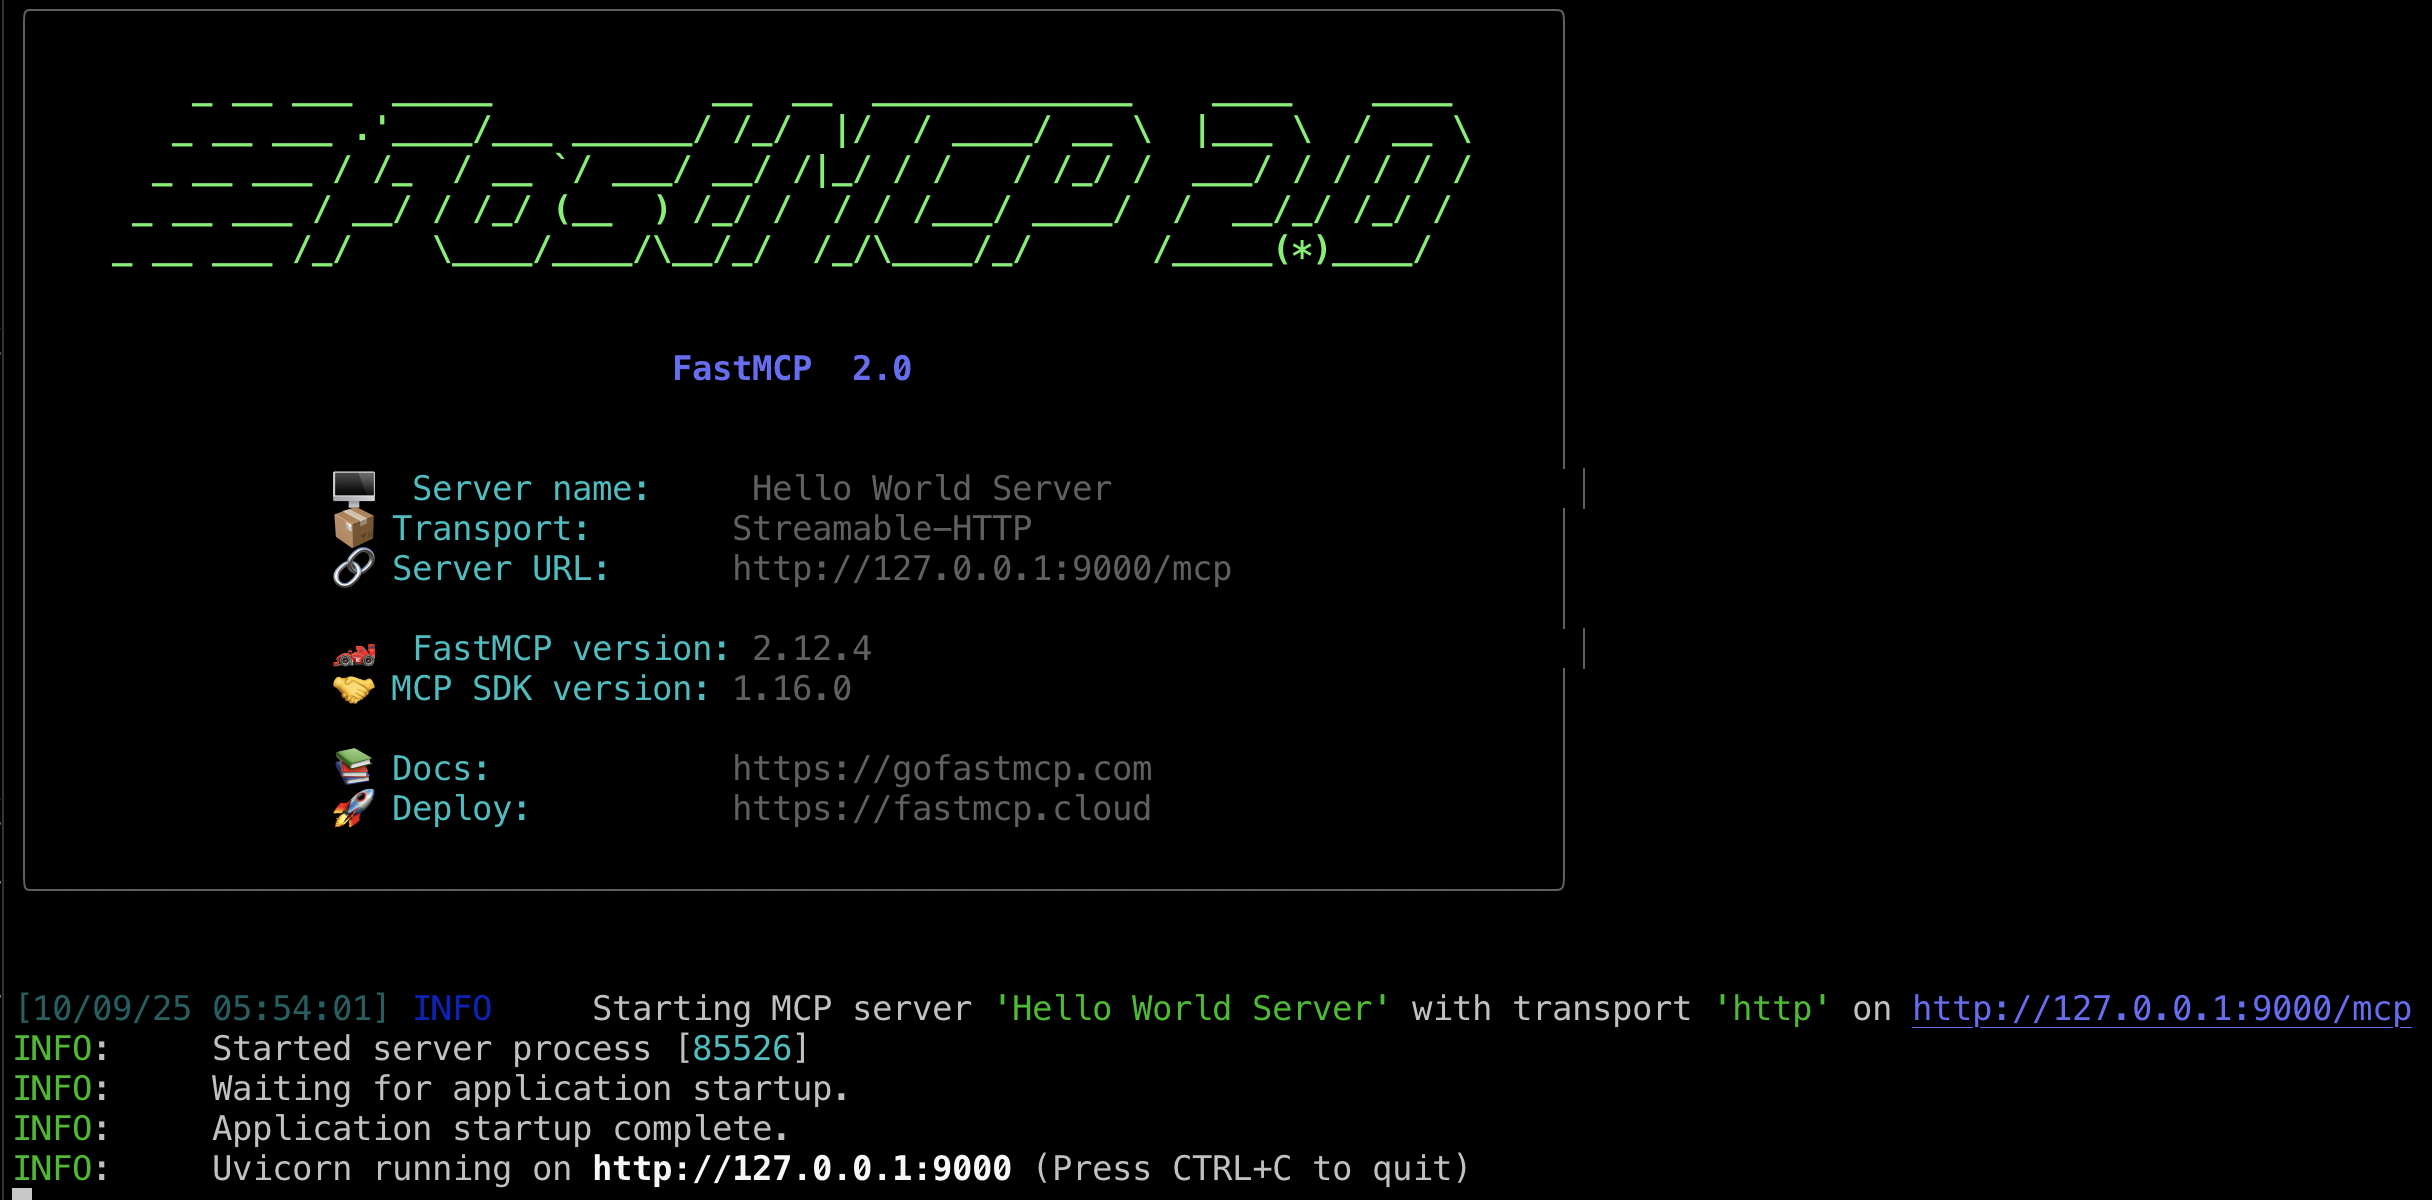 FastMCP 2.0
FastMCP  2.0
Server name:     Hello World Server
Transport:       Streamable-HTTP
Server URL:      http://127.0.0.1:9000/mcp
FastMCP version: 2.12.4
MCP SDK version: 1.16.0
Docs:            https://gofastmcp.com
Deploy:          https://fastmcp.cloud
[10/09/25 05:54:01] INFO     Starting MCP server 'Hello World Server' with transport 'http' on http://127.0.0.1:9000/mcp
INFO:     Started server process [85526]
INFO:     Waiting for application startup.
INFO:     Application startup complete.
INFO:     Uvicorn running on http://127.0.0.1:9000 (Press CTRL+C to quit)